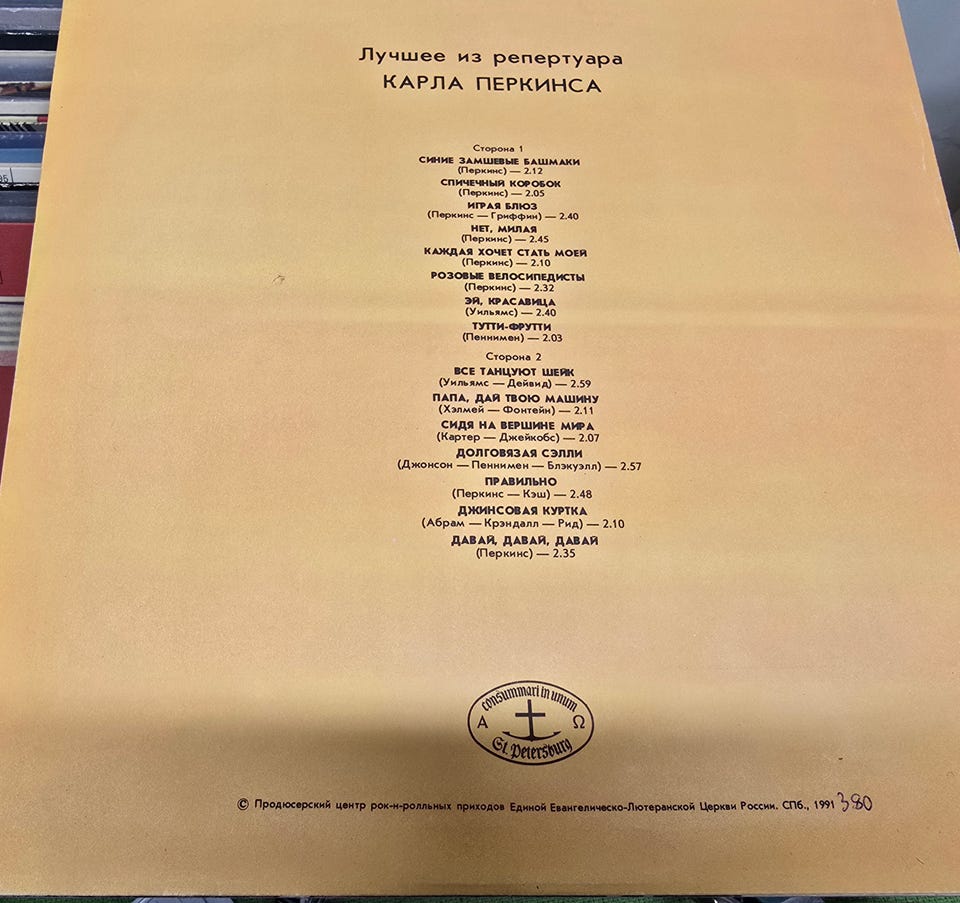 Лучшее из репертуара
КАРЛА ПЕРКИНСА
Сторона 1
СИНИЕ ЗАМШЕВЫЕ БАШМАКИ
(Перкинс) — 2.12
СПИЧЕЧНЫЙ КОРОБОК
(Перкинс) — 2.05
ИГРАЯ БЛЮЗ
(Перкинс — Гриффин) — 2.40
НЕТ, МИЛАЯ
(Перкинс) — 2.45
КАЖДАЯ ХОЧЕТ СТАТЬ МОЕЙ
(Перкинс) — 2.10
РОЗОВЫЕ ВЕЛОСИПЕДИСТЫ
(Перкинс) — 2.32
ЭЙ, КРАСАВИЦА
(Уильямс) — 2.40
ТУТТИ-ФРУТТИ
(Пеннимен) — 2.03
Сторона 2
ВСЕ ТАНЦУЮТ ШЕЙК
(Уильямс — Дейвид) — 2.59
ПАПА, ДАЙ ТВОЮ МАШИНУ
(Хэлмей — Фонтейн) — 2.11
СИДЯ НА ВЕРШИНЕ МИРА
(Картер — Джейкобс) — 2.07
ДОЛГОВЯЗАЯ СЭЛЛИ
(Джонсон — Пеннимен — Блэкуэлл) — 2.57
ПРАВИЛЬНО
(Перкинс — Кэш) — 2.48
ДЖИНСОВАЯ КУРТКА
(Абрам — Крэндалл — Рид) — 2.10
ДАВАЙ, ДАВАЙ, ДАВАЙ
(Перкинс) — 2.35
consummari in unum
Α Ω
St. Petersburg
© Продюсерский центр рок-н-ролльных приходов Единой Евангелическо-Лютеранской Церкви России. СПб., 1991 380